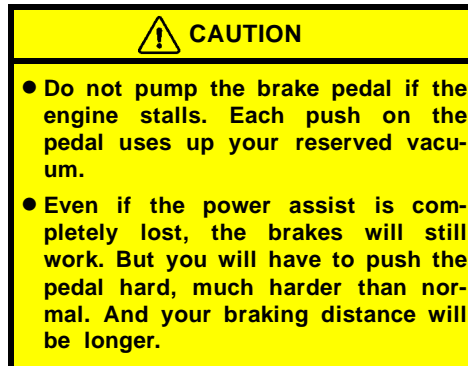 CAUTION
● Do not pump the brake pedal if the
engine stalls. Each push on the
pedal uses up your reserved vacu-
um.
● Even if the power assist is com-
pletely lost, the brakes will still
work. But you will have to push the
pedal hard, much harder than nor-
mal. And your braking distance will
be longer.